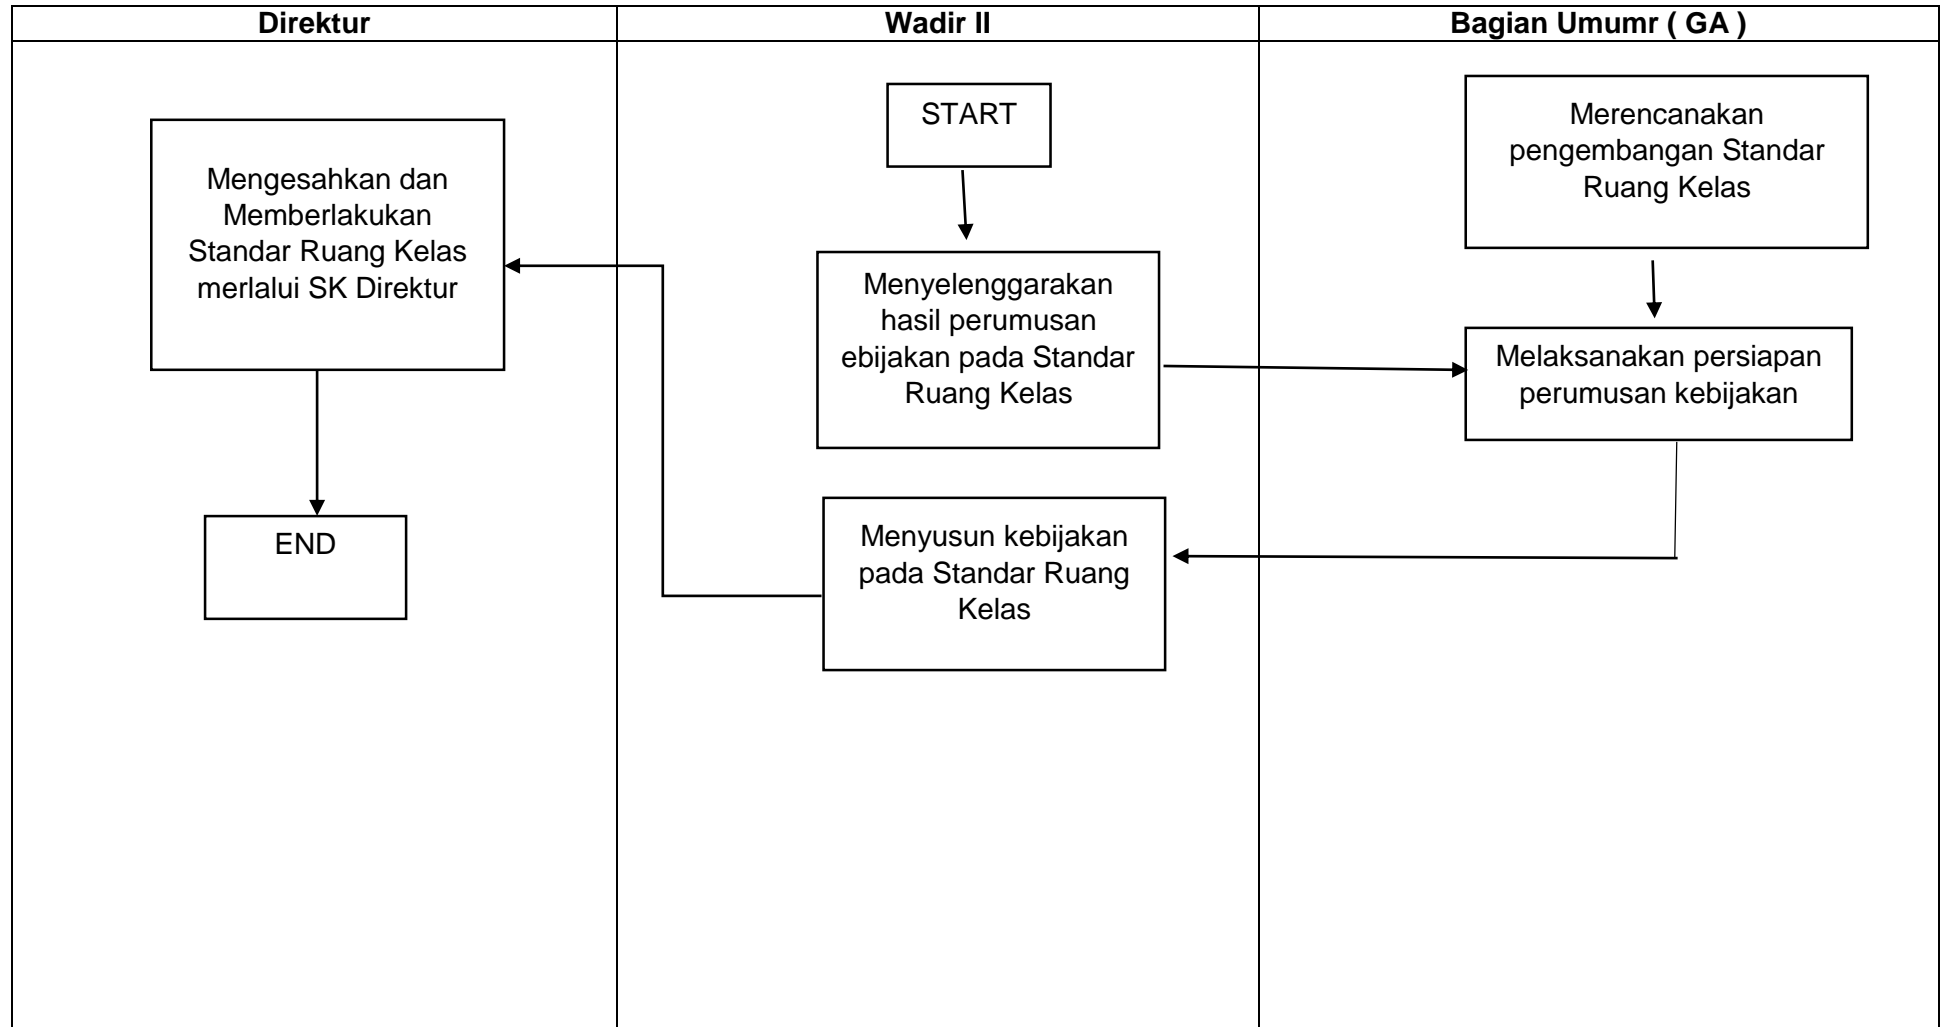 Direktur
Wadir II
Bagian Umumr ( GA )
Mengesahkan dan
Memberlakukan
Standar Ruang Kelas
merlalui SK Direktur
END
START
Menyelenggarakan
hasil perumusan
ebijakan pada Standar
Ruang Kelas
Menyusun kebijakan
pada Standar Ruang
Kelas
Merencanakan
pengembangan Standar
Ruang Kelas
Melaksanakan persiapan
perumusan kebijakan